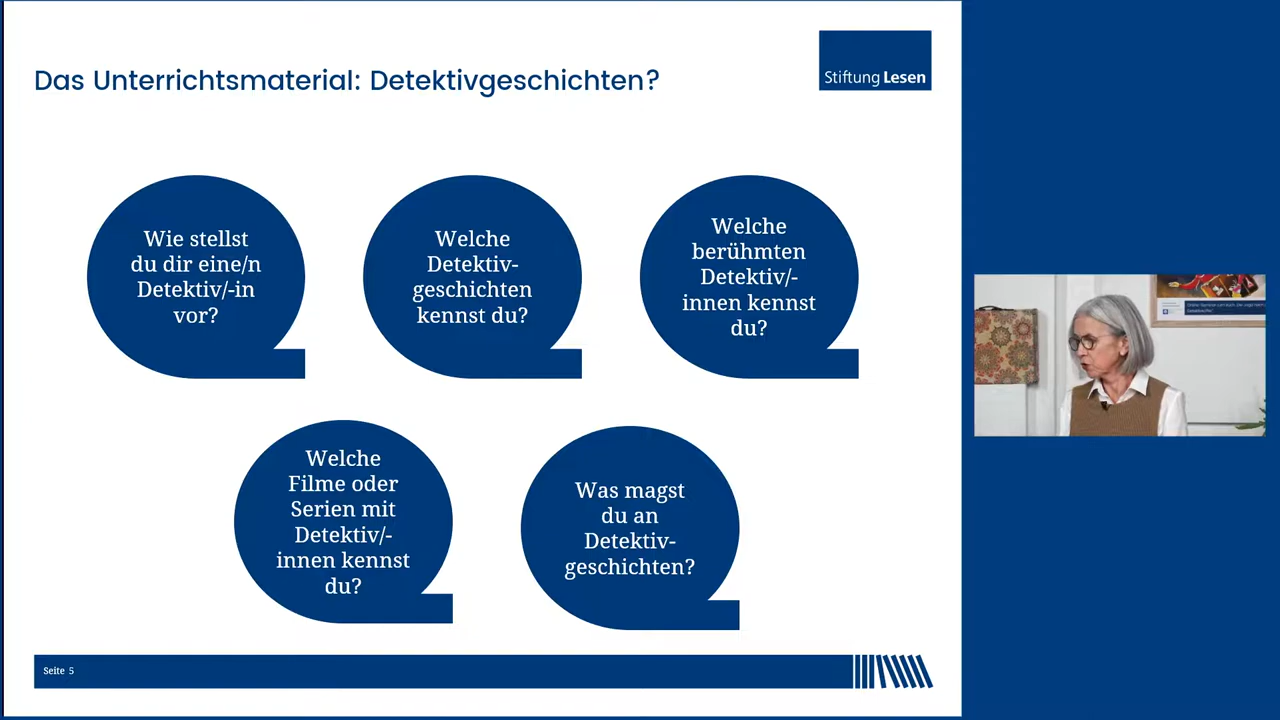 Das Unterrichtsmaterial: Detektivgeschichten?
Stiftung Lesen
Wie stellst
du dir eine/n
Detektiv/-in
vor?
Welche
Detektiv-
geschichten
kennst du?
Welche
berühmten
Detektiv/-
innen kennst
du?
Welche
Filme oder
Serien mit
Detektiv/-
innen kennst
du?
Was magst
du an
Detektiv-
geschichten?
Seite 5